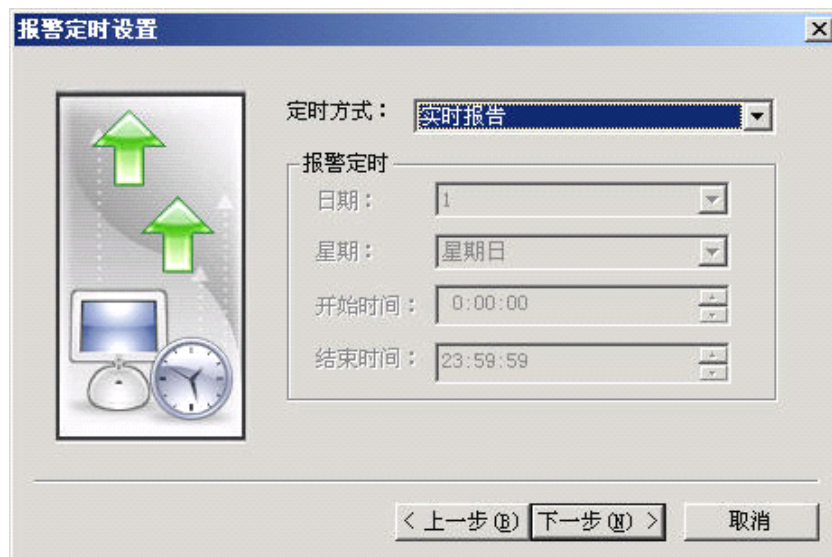 报警定时设置
定时方式：
实时报告
报警定时
日期：
1
星期：
星期日
开始时间：
0:00:00
结束时间：
23:59:59
< 上一步(B)
下一步(N) >
取消